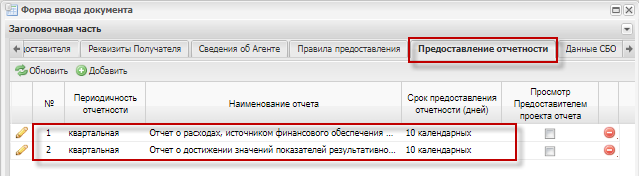 Форма ввода документа
Заголовочная часть
доставителя Реквизиты Получателя Сведения об Агенте Правила предоставления Предоставление отчетности Данные СБО
Обновить Добавить
№ Периодичность отчетности Наименование отчета Срок предоставления отчетности (дней) Просмотр Предоставителем проекта отчета
1 квартальная Отчет о расходах, источником финансового обеспечения ... 10 календарных
2 квартальная Отчет о достижении значений показателей результативно... 10 календарных